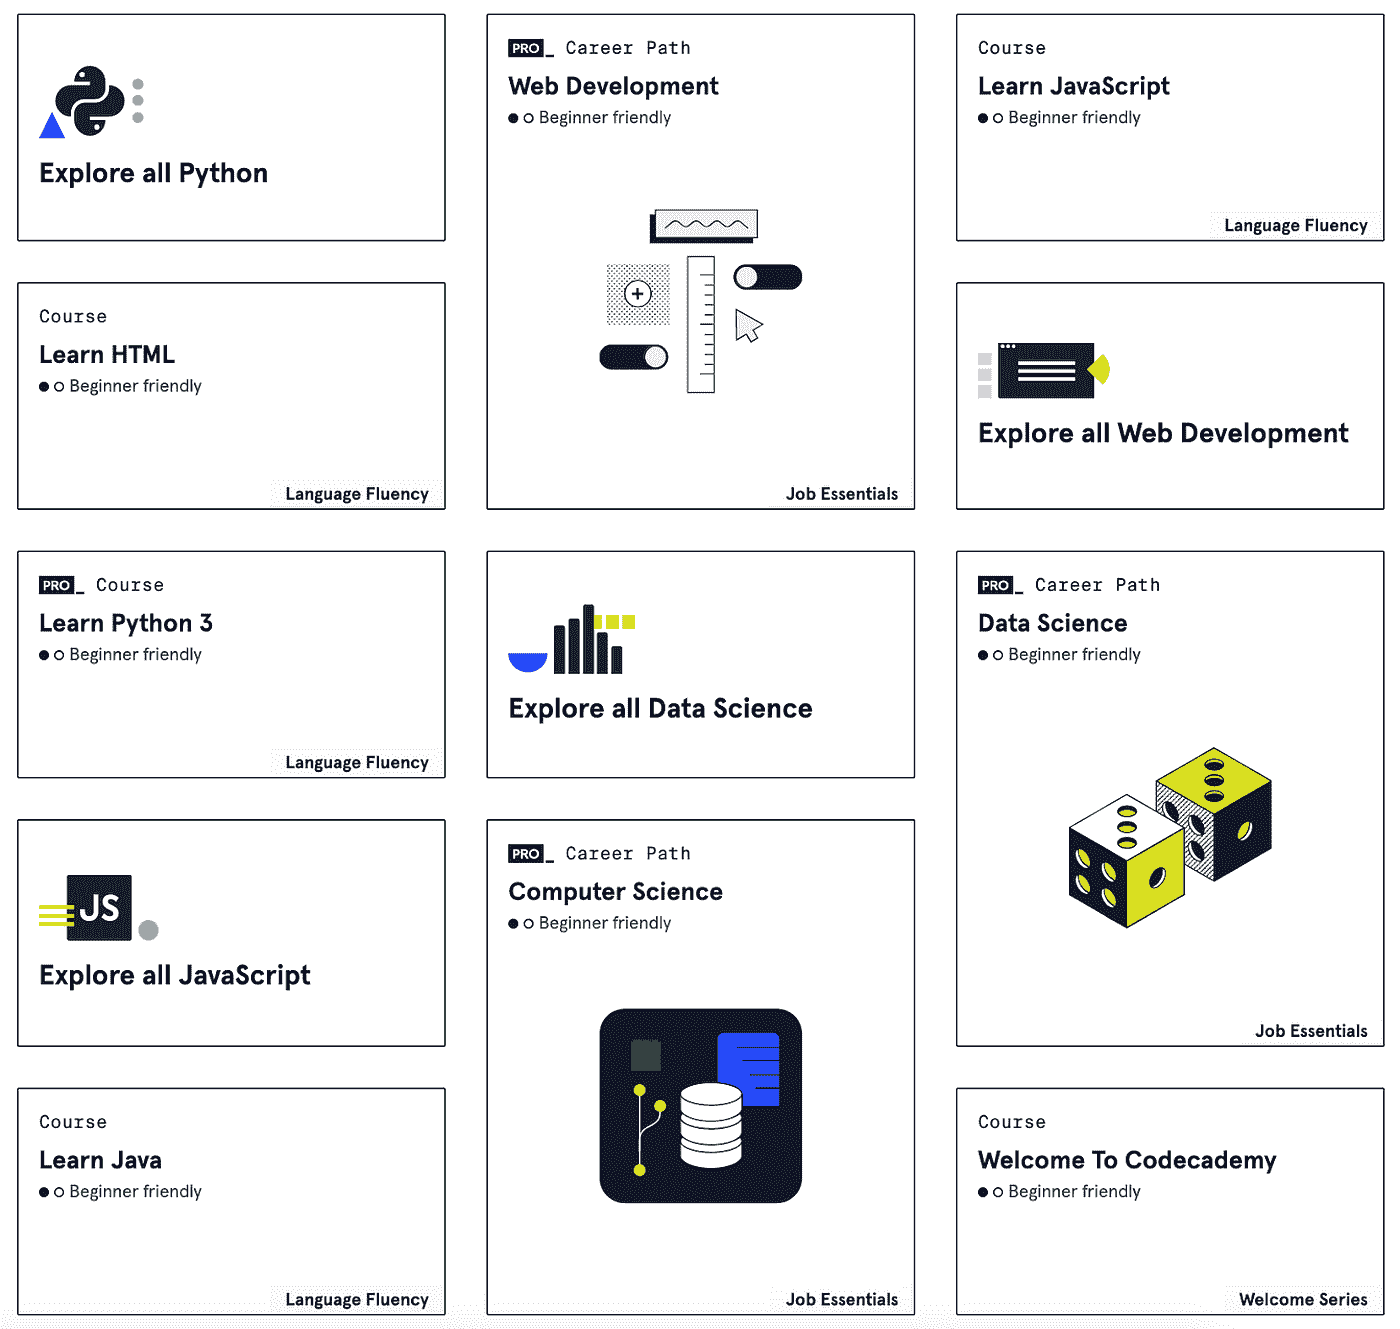 Explore all Python
PRO_ Career Path
Web Development
Beginner friendly
Job Essentials
Course
Learn JavaScript
Beginner friendly
Language Fluency
Course
Learn HTML
Beginner friendly
Language Fluency
Explore all Web Development
PRO_ Course
Learn Python 3
Beginner friendly
Language Fluency
Explore all Data Science
PRO_ Career Path
Data Science
Beginner friendly
Job Essentials
JS
Explore all JavaScript
PRO_ Career Path
Computer Science
Beginner friendly
Job Essentials
Course
Learn Java
Beginner friendly
Language Fluency
Course
Welcome To Codecademy
Beginner friendly
Welcome Series